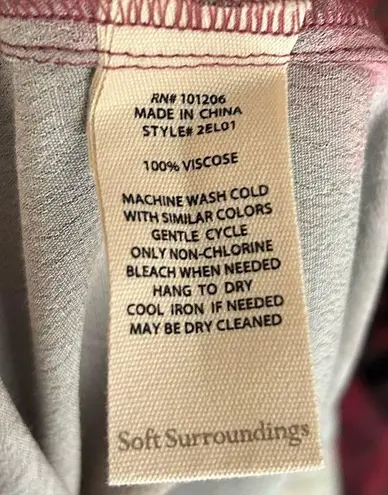 RN# 101206
MADE IN CHINA
STYLE# 2EL01
100% VISCOSE
MACHINE WASH COLD
WITH SIMILAR COLORS
GENTLE CYCLE
ONLY NON-CHLORINE
BLEACH WHEN NEEDED
HANG TO DRY
COOL IRON IF NEEDED
MAY BE DRY CLEANED
Soft Surroundings